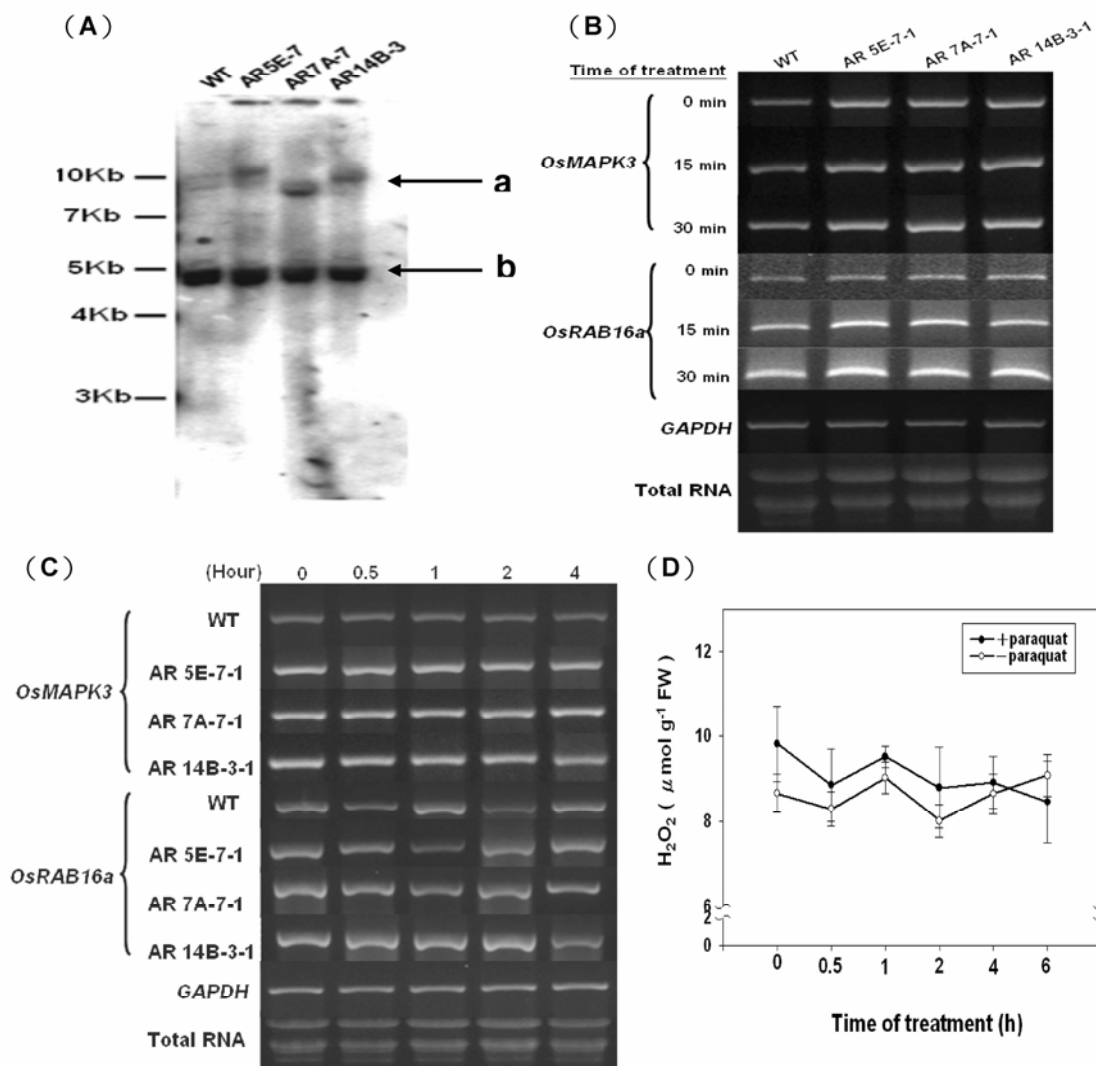 (A)
WT
AR5E-7
AR7A-7
AR14B-3
10Kb
7Kb
5Kb
4Kb
3Kb
a
b
(B)
Time of treatment
WT
AR 5E-7-1
AR 7A-7-1
AR 14B-3-1
OsMAPK3
0 min
15 min
30 min
OsRAB16a
0 min
15 min
30 min
GAPDH
Total RNA
(C)
(Hour) 0 0.5 1 2 4
OsMAPK3
WT
AR 5E-7-1
AR 7A-7-1
AR 14B-3-1
OsRAB16a
WT
AR 5E-7-1
AR 7A-7-1
AR 14B-3-1
GAPDH
Total RNA
(D)
+paraquat
−paraquat
H2O2 ( μmol g-1 FW)
12
10
8
6
2
0
0 0.5 1 2 4 6
Time of treatment (h)